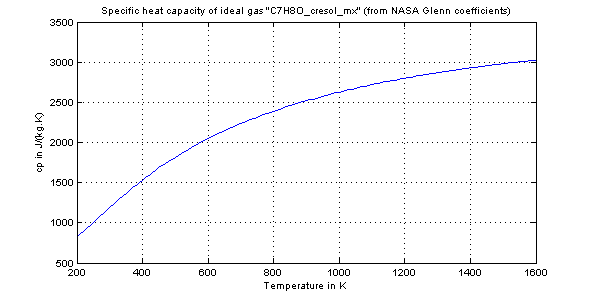 Specific heat capacity of ideal gas "C7H8O_cresol_mx" (from NASA Glenn coefficients)
3500
3000
2500
2000
1500
1000
500
cp in J/(kg.K)
200 400 600 800 1000 1200 1400 1600
Temperature in K